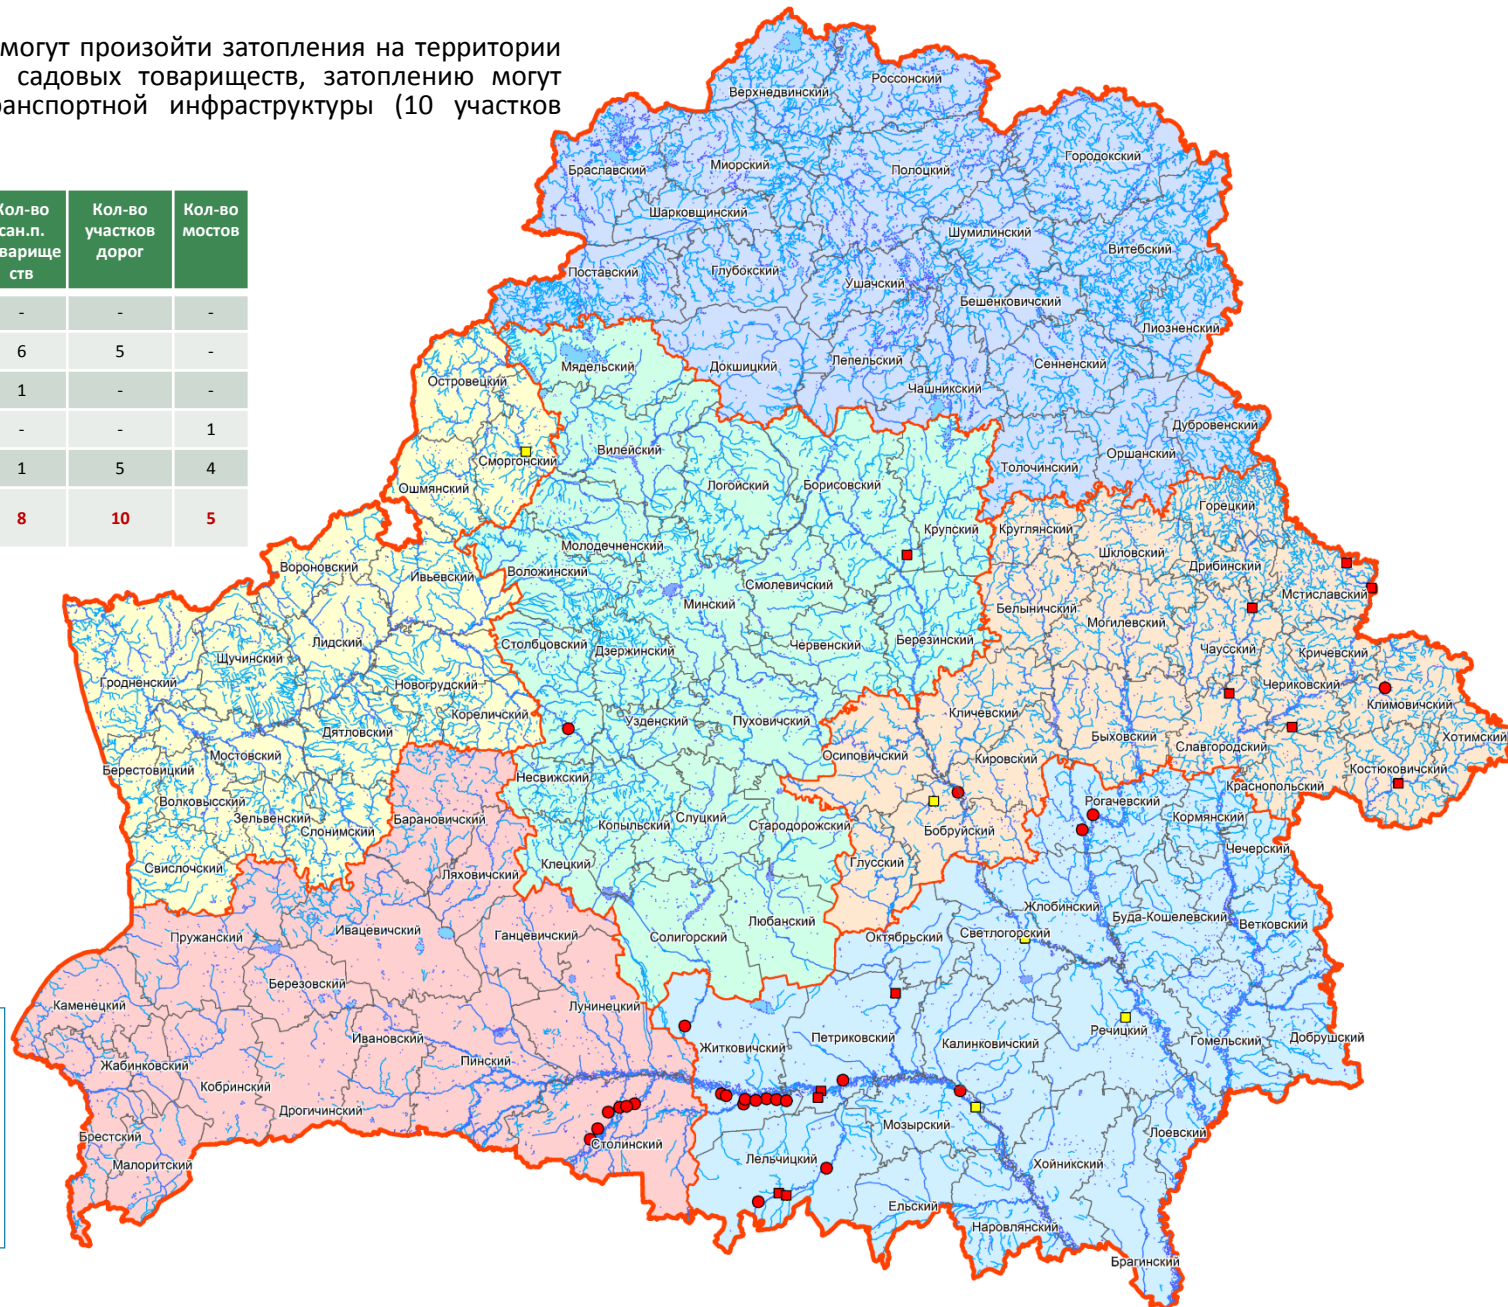 могут произойти затопления на территории
садовых товариществ, затоплению могут
транспортной инфраструктуры (10 участков
Кол-во сан.п. товарище ств
Кол-во участков дорог
Кол-во мостов
- - -
6 5 -
1 - -
- - 1
1 5 4
8 10 5
Россонский
Верхнедвинский
Городокский
Миорский
Полоцкий
Браславский
Шарковщинский
Шумилинский
Витебский
Поставский
Глубокский
Ушачский
Бешенковичский
Лиозненский
Мядельский
Докшицкий
Лепельский
Сенненский
Островецкий
Чашникский
Дубровенский
Вилейский
Оршанский
Сморгонский
Толочинский
Ошмянский
Логойский
Борисовский
Горецкий
Круглянский
Крупский
Молодечненский
Шкловский
Вороновский
Воложинский
Ивьевский
Дрибинский
Смолевичский
Мстиславский
Минский
Белыничский
Могилевский
Лидский
Столбцовский
Дзержинский
Червенский
Березинский
Чаусский
Кричевский
Щучинский
Гродненский
Новогрудский
Чериковский
Климовичский
Кореличский
Узденский
Пуховичский
Кличевский
Дятловский
Быховский
Хотимский
Мостовский
Осиповичский
Кировский
Славгородский
Берестовицкий
Несвижский
Костюковичский
Краснопольский
Волковысский
Рогачевский
Зельвенский
Барановичский
Слуцкий
Кормянский
Слонимский
Копыльский
Стародорожский
Бобруйский
Чечерский
Свислочский
Клецкий
Глусский
Ляховичский
Жлобинский
Буда-Кошелевский
Любанский
Ветковский
Ивацевичский
Ганцевичский
Солигорский
Октябрьский
Светлогорский
Пружанский
Березовский
Каменецкий
Лунинецкий
Речицкий
Ивановский
Петриковский
Калинковичский
Гомельский
Добрушский
Житковичский
Жабинковский
Пинский
Кобринский
Дрогичинский
Мозырский
Брестский
Столинский
Лоевский
Малоритский
Лельчицкий
Хойникский
Ельский
Наровлянский
Брагинский